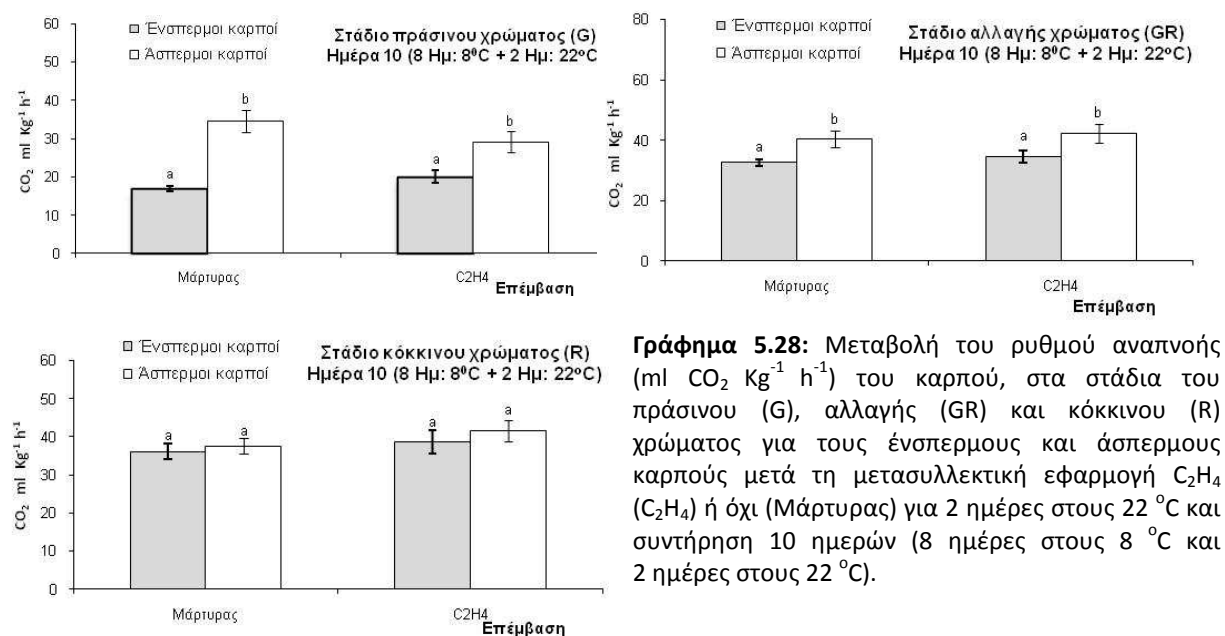 60
50
40
30
20
10
0
CO₂ ml Kg⁻¹ h⁻¹
Ένσπερμοι καρποί
Άσπερμοι καρποί
Στάδιο πράσινου χρώματος (G)
Ημέρα 10 (8 Ημ: 8⁰C + 2 Ημ: 22ºC
a
b
a
b
Μάρτυρας
C2H4
Επέμβαση
80
60
40
20
0
CO₂ ml Kg⁻¹ h⁻¹
Ένσπερμοι καρποί
Άσπερμοι καρποί
Στάδιο αλλαγής χρώματος (GR)
Ημέρα 10 (8 Ημ: 8⁰C + 2 Ημ: 22ºC)
a
b
a
b
Μάρτυρας
C2H4
Επέμβαση
60
50
40
30
20
10
0
CO₂ ml Kg⁻¹ h⁻¹
Ένσπερμοι καρποί
Άσπερμοι καρποί
Στάδιο κόκκινου χρώματος (R)
Ημέρα 10 (8 Ημ: 8⁰C + 2 Ημ: 22ºC)
a
a
a
a
Μάρτυρας
C2H4
Επέμβαση
Γράφημα 5.28: Μεταβολή του ρυθμού αναπνοής
(ml CO₂ Kg⁻¹ h⁻¹) του καρπού, στα στάδια του
πράσινου (G), αλλαγής (GR) και κόκκινου (R)
χρώματος για τους ένσπερμους και άσπερμους
καρπούς μετά τη μετασυλλεκτική εφαρμογή C₂H₄
(C₂H₄) ή όχι (Μάρτυρας) για 2 ημέρες στους 22 °C και
συντήρηση 10 ημερών (8 ημέρες στους 8 °C και
2 ημέρες στους 22 °C).